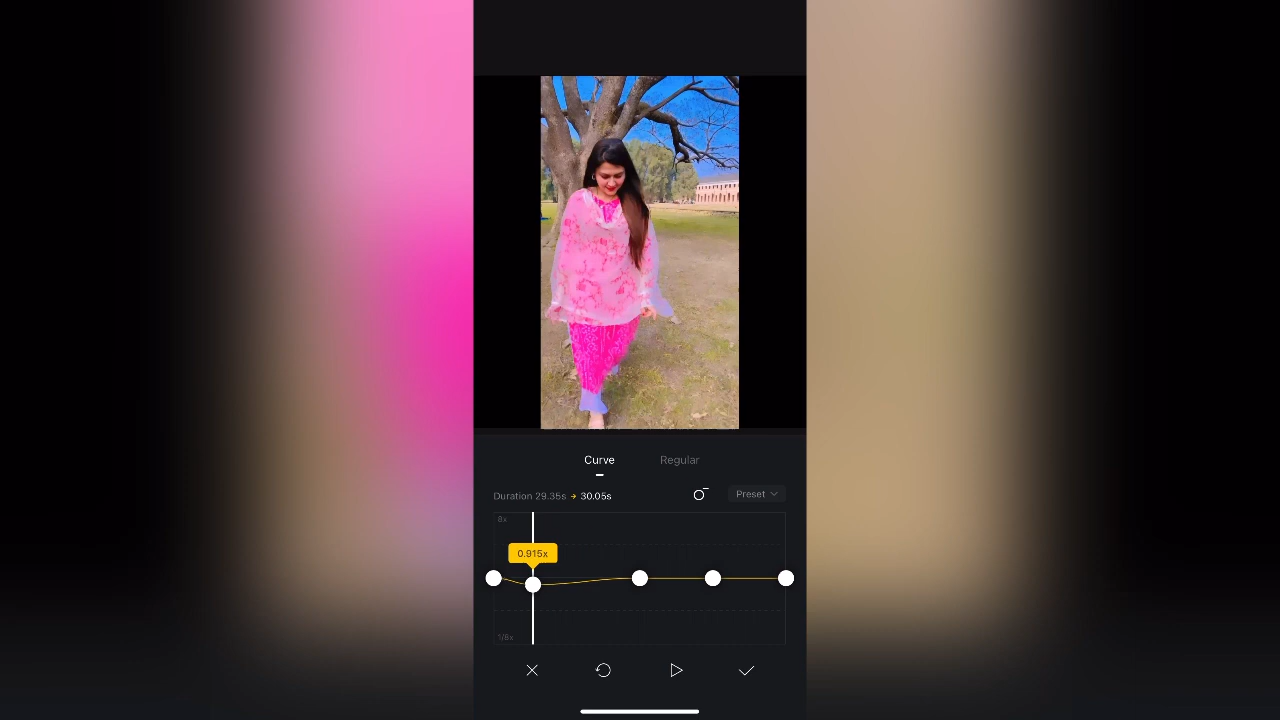 Curve Regular
Duration 29.35s → 30.05s Preset
8x
0.915x
1/8x